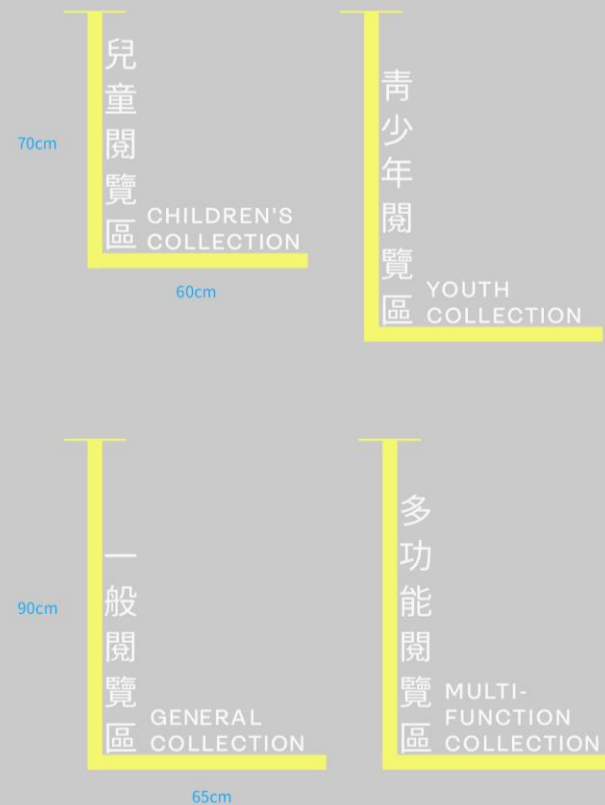 70cm
兒童閱覽區
CHILDREN'S
COLLECTION
60cm
青少年閱覽區
YOUTH
COLLECTION
90cm
一般閱覽區
GENERAL
COLLECTION
65cm
多功能閱覽區
MULTI-
FUNCTION
COLLECTION